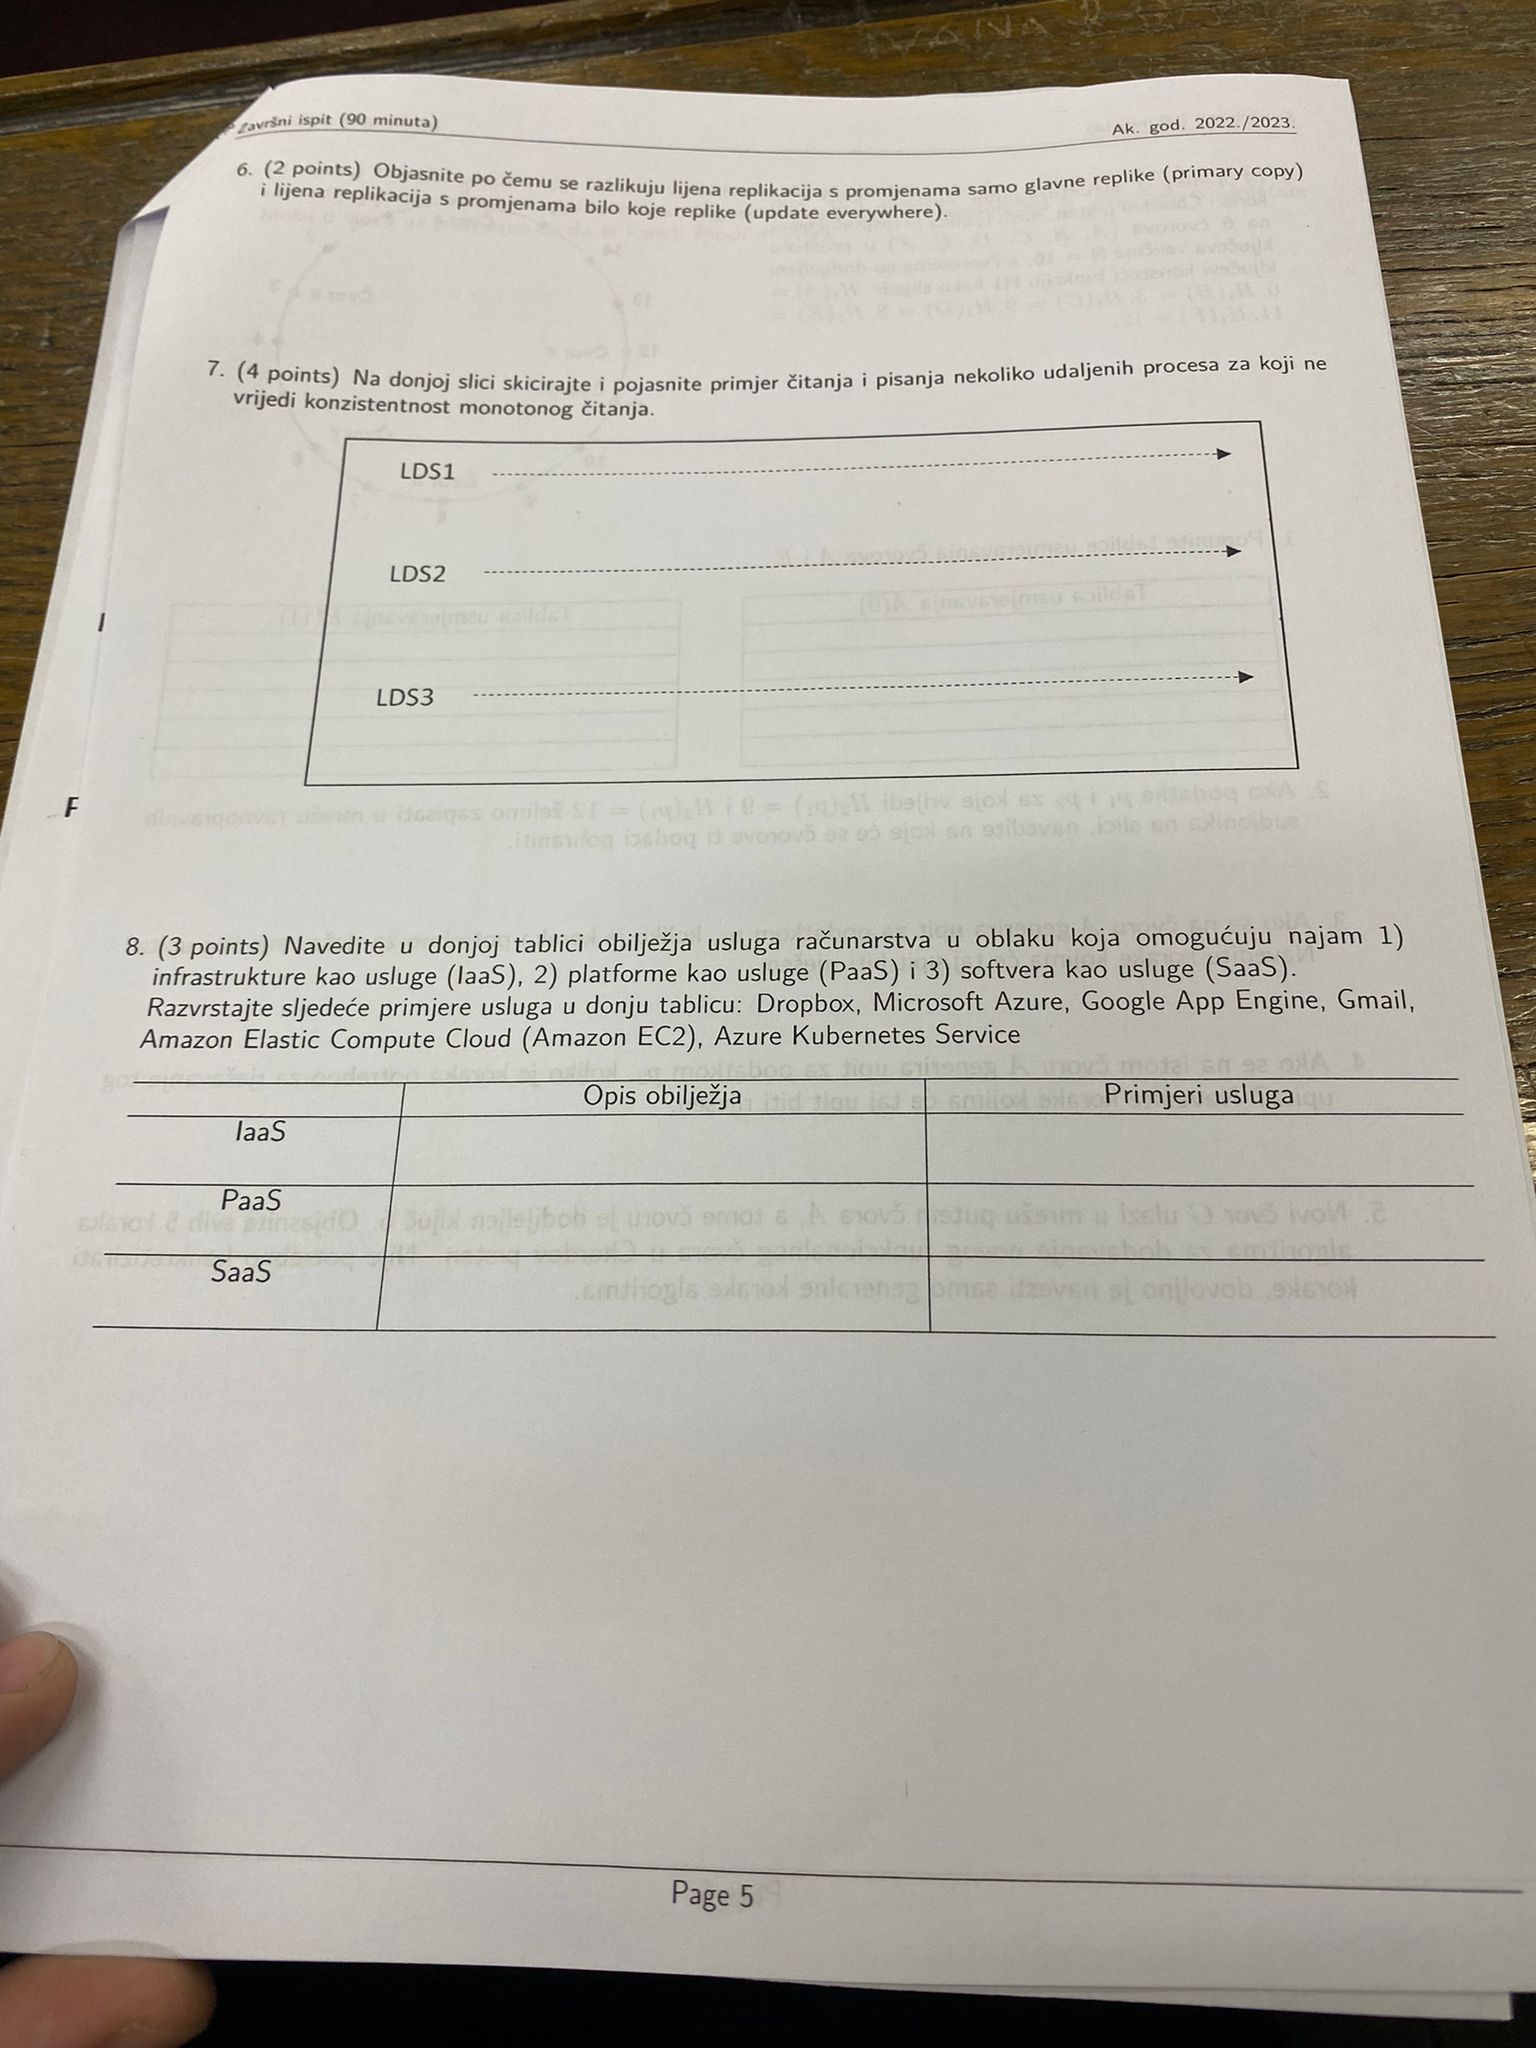 Završni ispit (90 minuta)
Ak. god. 2022./2023.
6. (2 points) Objasnite po čemu se razlikuju lijena replikacija s promjenama samo glavne replike (primary copy)
i lijena replikacija s promjenama bilo koje replike (update everywhere).
7. (4 points) Na donjoj slici skicirajte i pojasnite primjer čitanja i pisanja nekoliko udaljenih procesa za koji ne
vrijedi konzistentnost monotonog čitanja.
LDS1
LDS2
LDS3
F
8. (3 points) Navedite u donjoj tablici obilježja usluga računarstva u oblaku koja omogućuju najam 1)
infrastrukture kao usluge (IaaS), 2) platforme kao usluge (PaaS) i 3) softvera kao usluge (SaaS).
Razvrstajte sljedeće primjere usluga u donju tablicu: Dropbox, Microsoft Azure, Google App Engine, Gmail,
Amazon Elastic Compute Cloud (Amazon EC2), Azure Kubernetes Service
Opis obilježja Primjeri usluga
IaaS
PaaS
SaaS
Page 5